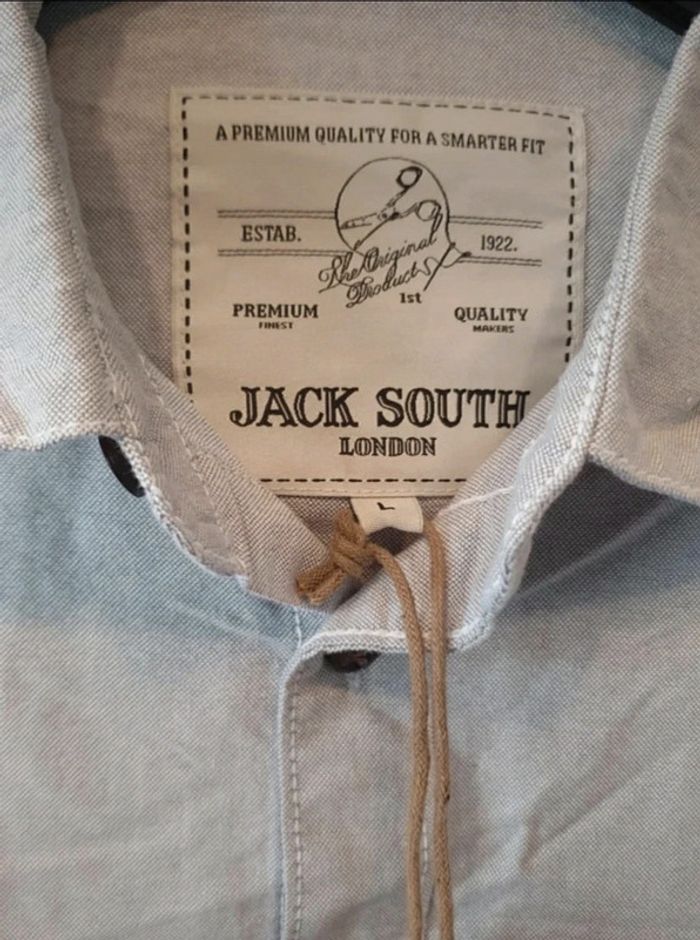 A PREMIUM QUALITY FOR A SMARTER FIT
ESTAB. 1922.
The Original
Product
1st
PREMIUM QUALITY
FINEST MAKERS
JACK SOUTH
LONDON
L